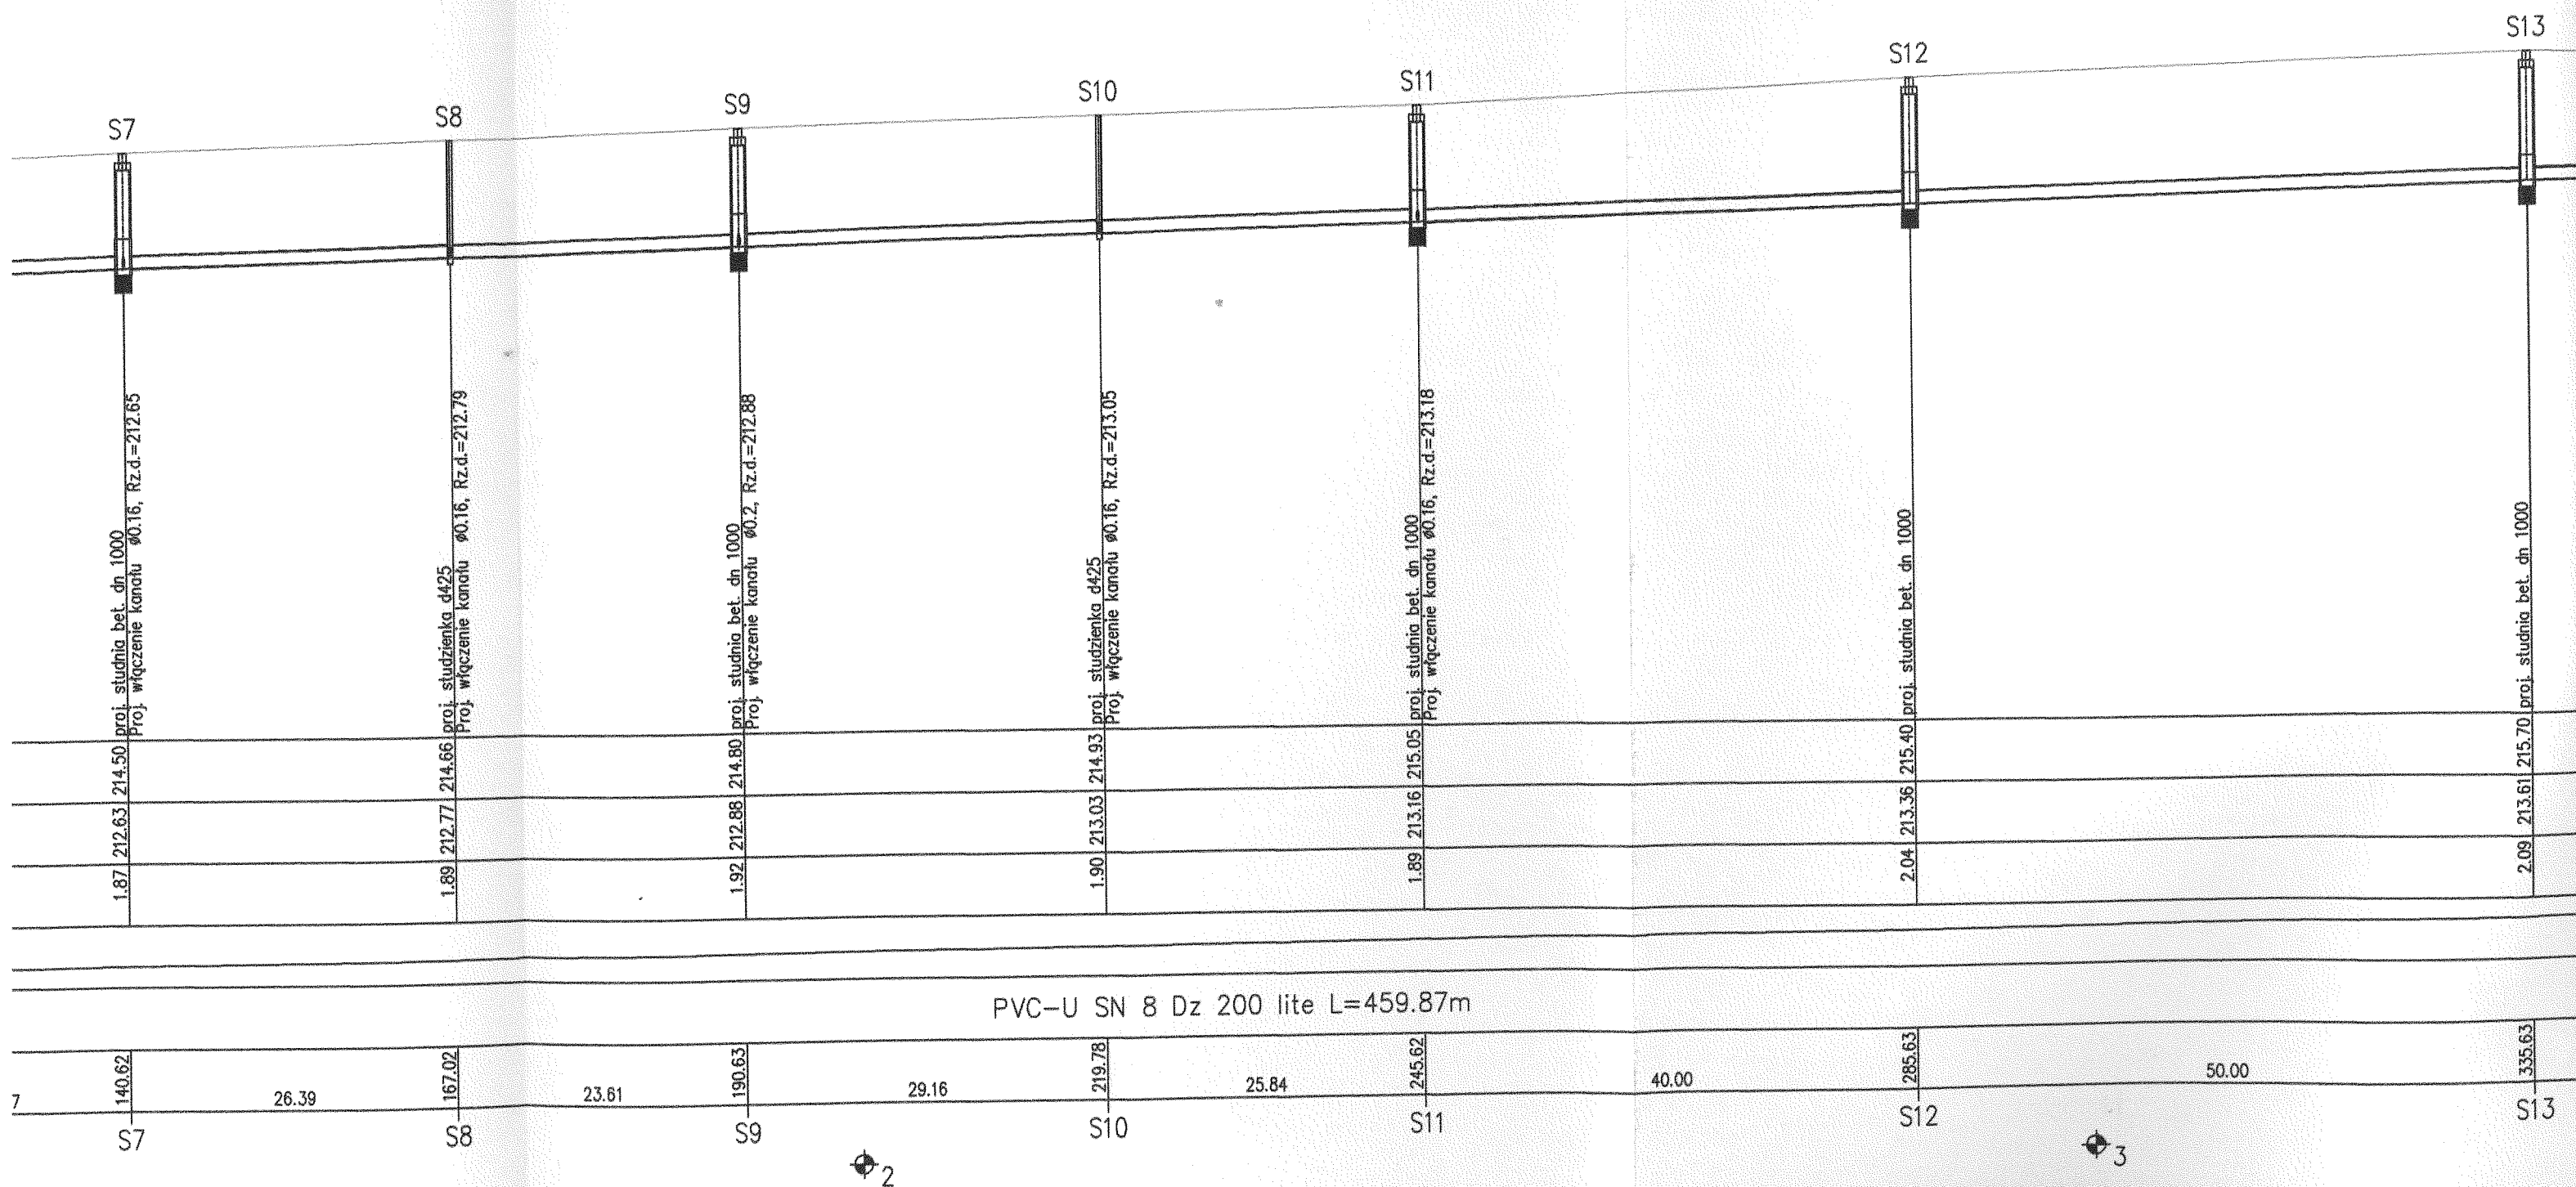 S7
S8
S9
S10
S11
S12
S13
proj. studnia bet. dn 1000
Proj. włączenie kanału ø0.16, Rz.d.=212.65
proj. studzienka d425
Proj. włączenie kanału ø0.16, Rz.d.=212.79
proj. studnia bet. dn 1000
Proj. włączenie kanału ø0.2, Rz.d.=212.88
proj. studzienka d425
Proj. włączenie kanału ø0.16, Rz.d.=213.05
proj. studnia bet. dn 1000
Proj. włączenie kanału ø0.16, Rz.d.=213.18
proj. studnia bet. dn 1000
proj. studnia bet. dn 1000
214.50 214.66 214.80 214.93 215.05 215.40 215.70
212.63 212.77 212.88 213.03 213.16 213.36 213.61
1.87 1.89 1.92 1.90 1.89 2.04 2.09
PVC-U SN 8 Dz 200 lite L=459.87m
140.62 167.02 190.63 219.78 245.62 285.63 335.63
7 26.39 23.61 29.16 25.84 40.00 50.00
S7 S8 S9 S10 S11 S12 S13
2
3